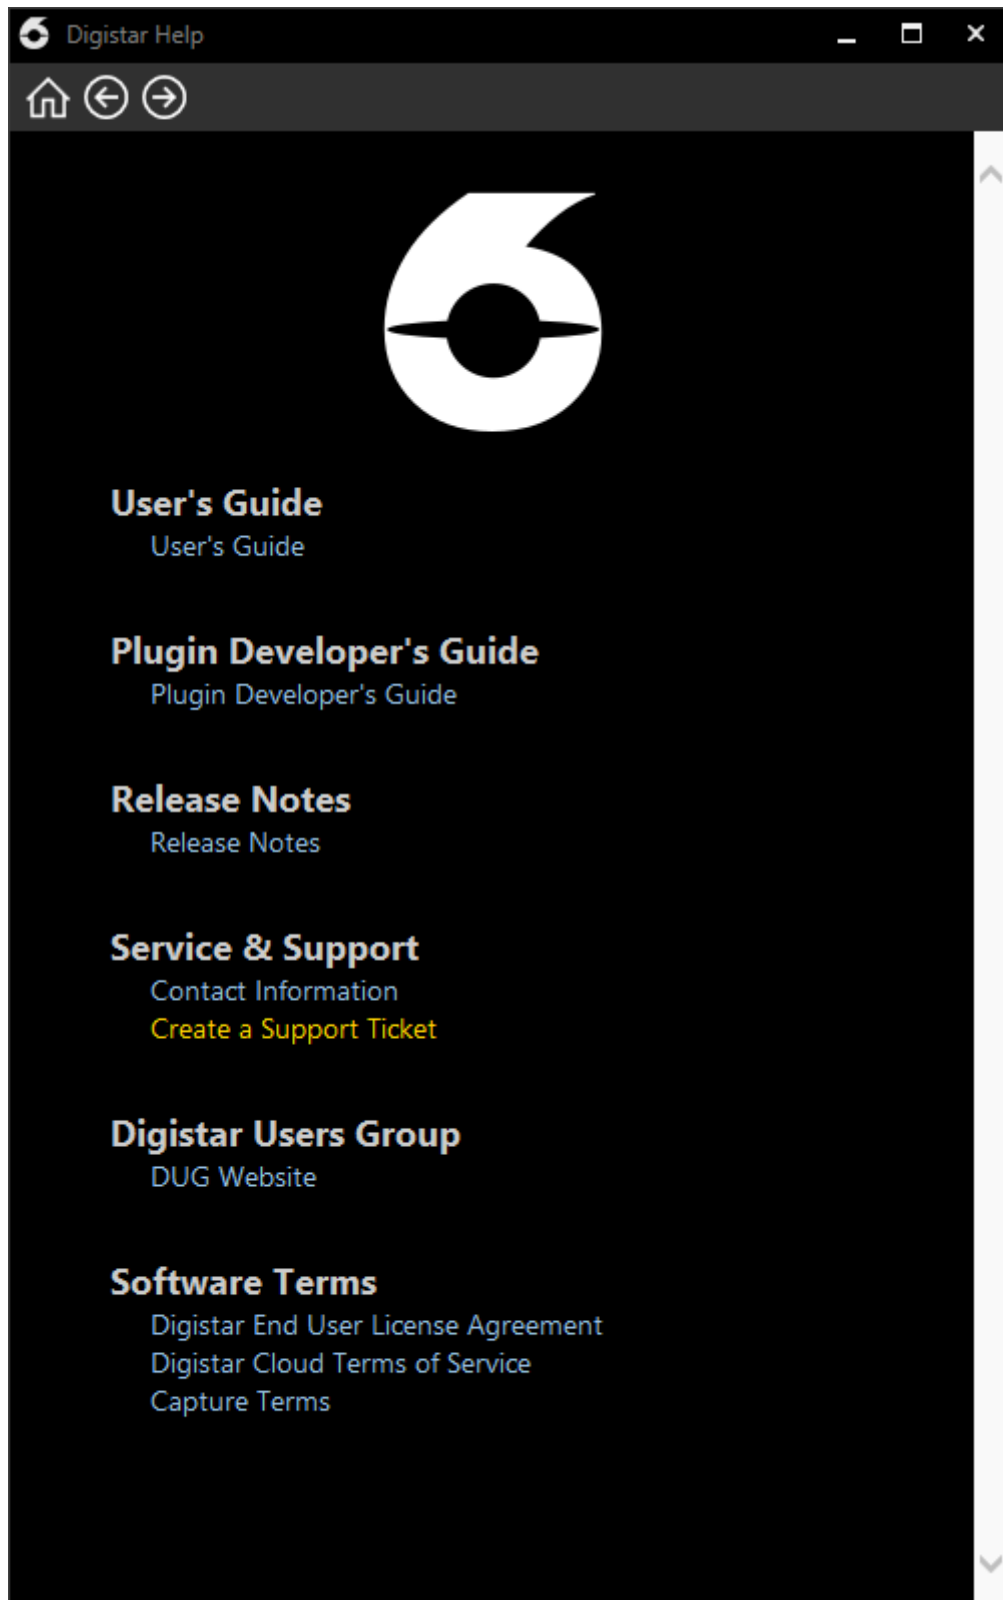 Digistar Help
6
User's Guide
User's Guide
Plugin Developer's Guide
Plugin Developer's Guide
Release Notes
Release Notes
Service & Support
Contact Information
Create a Support Ticket
Digistar Users Group
DUG Website
Software Terms
Digistar End User License Agreement
Digistar Cloud Terms of Service
Capture Terms